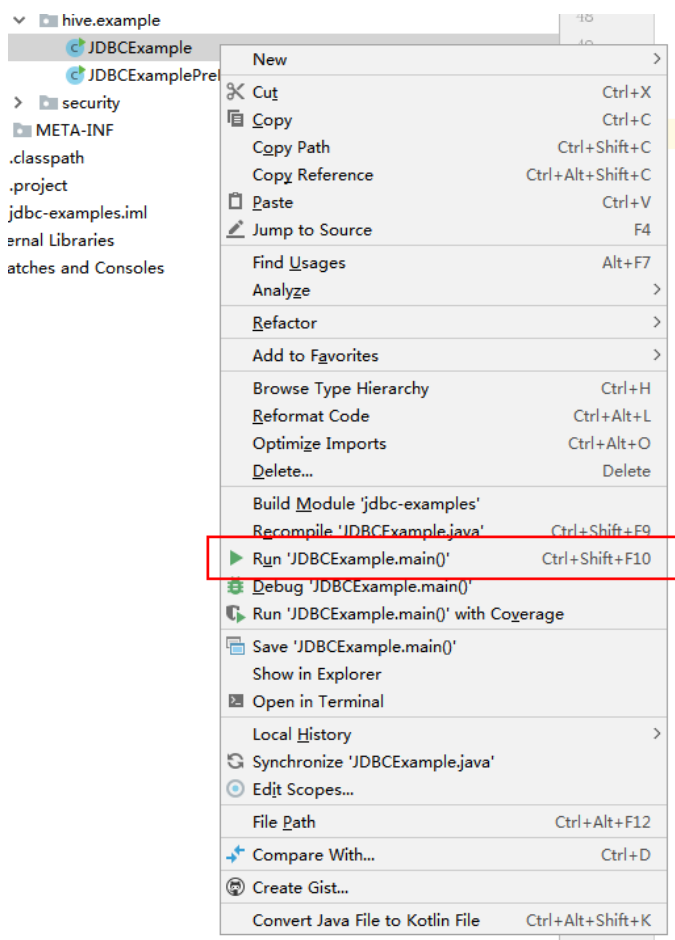 hive.example
JDBCExample
JDBCExamplePre
security
META-INF
.classpath
.project
jdbc-examples.iml
ernal Libraries
atches and Consoles
48
49
New
Cut Ctrl+X
Copy Ctrl+C
Copy Path Ctrl+Shift+C
Copy Reference Ctrl+Alt+Shift+C
Paste Ctrl+V
Jump to Source F4
Find Usages Alt+F7
Analyze
Refactor
Add to Favorites
Browse Type Hierarchy Ctrl+H
Reformat Code Ctrl+Alt+L
Optimize Imports Ctrl+Alt+O
Delete... Delete
Build Module 'jdbc-examples'
Recompile 'JDBCExample.java' Ctrl+Shift+F9
Run 'JDBCExample.main()' Ctrl+Shift+F10
Debug 'JDBCExample.main()'
Run 'JDBCExample.main()' with Coverage
Save 'JDBCExample.main()'
Show in Explorer
Open in Terminal
Local History
Synchronize 'JDBCExample.java'
Edit Scopes...
File Path Ctrl+Alt+F12
Compare With... Ctrl+D
Create Gist...
Convert Java File to Kotlin File Ctrl+Alt+Shift+K